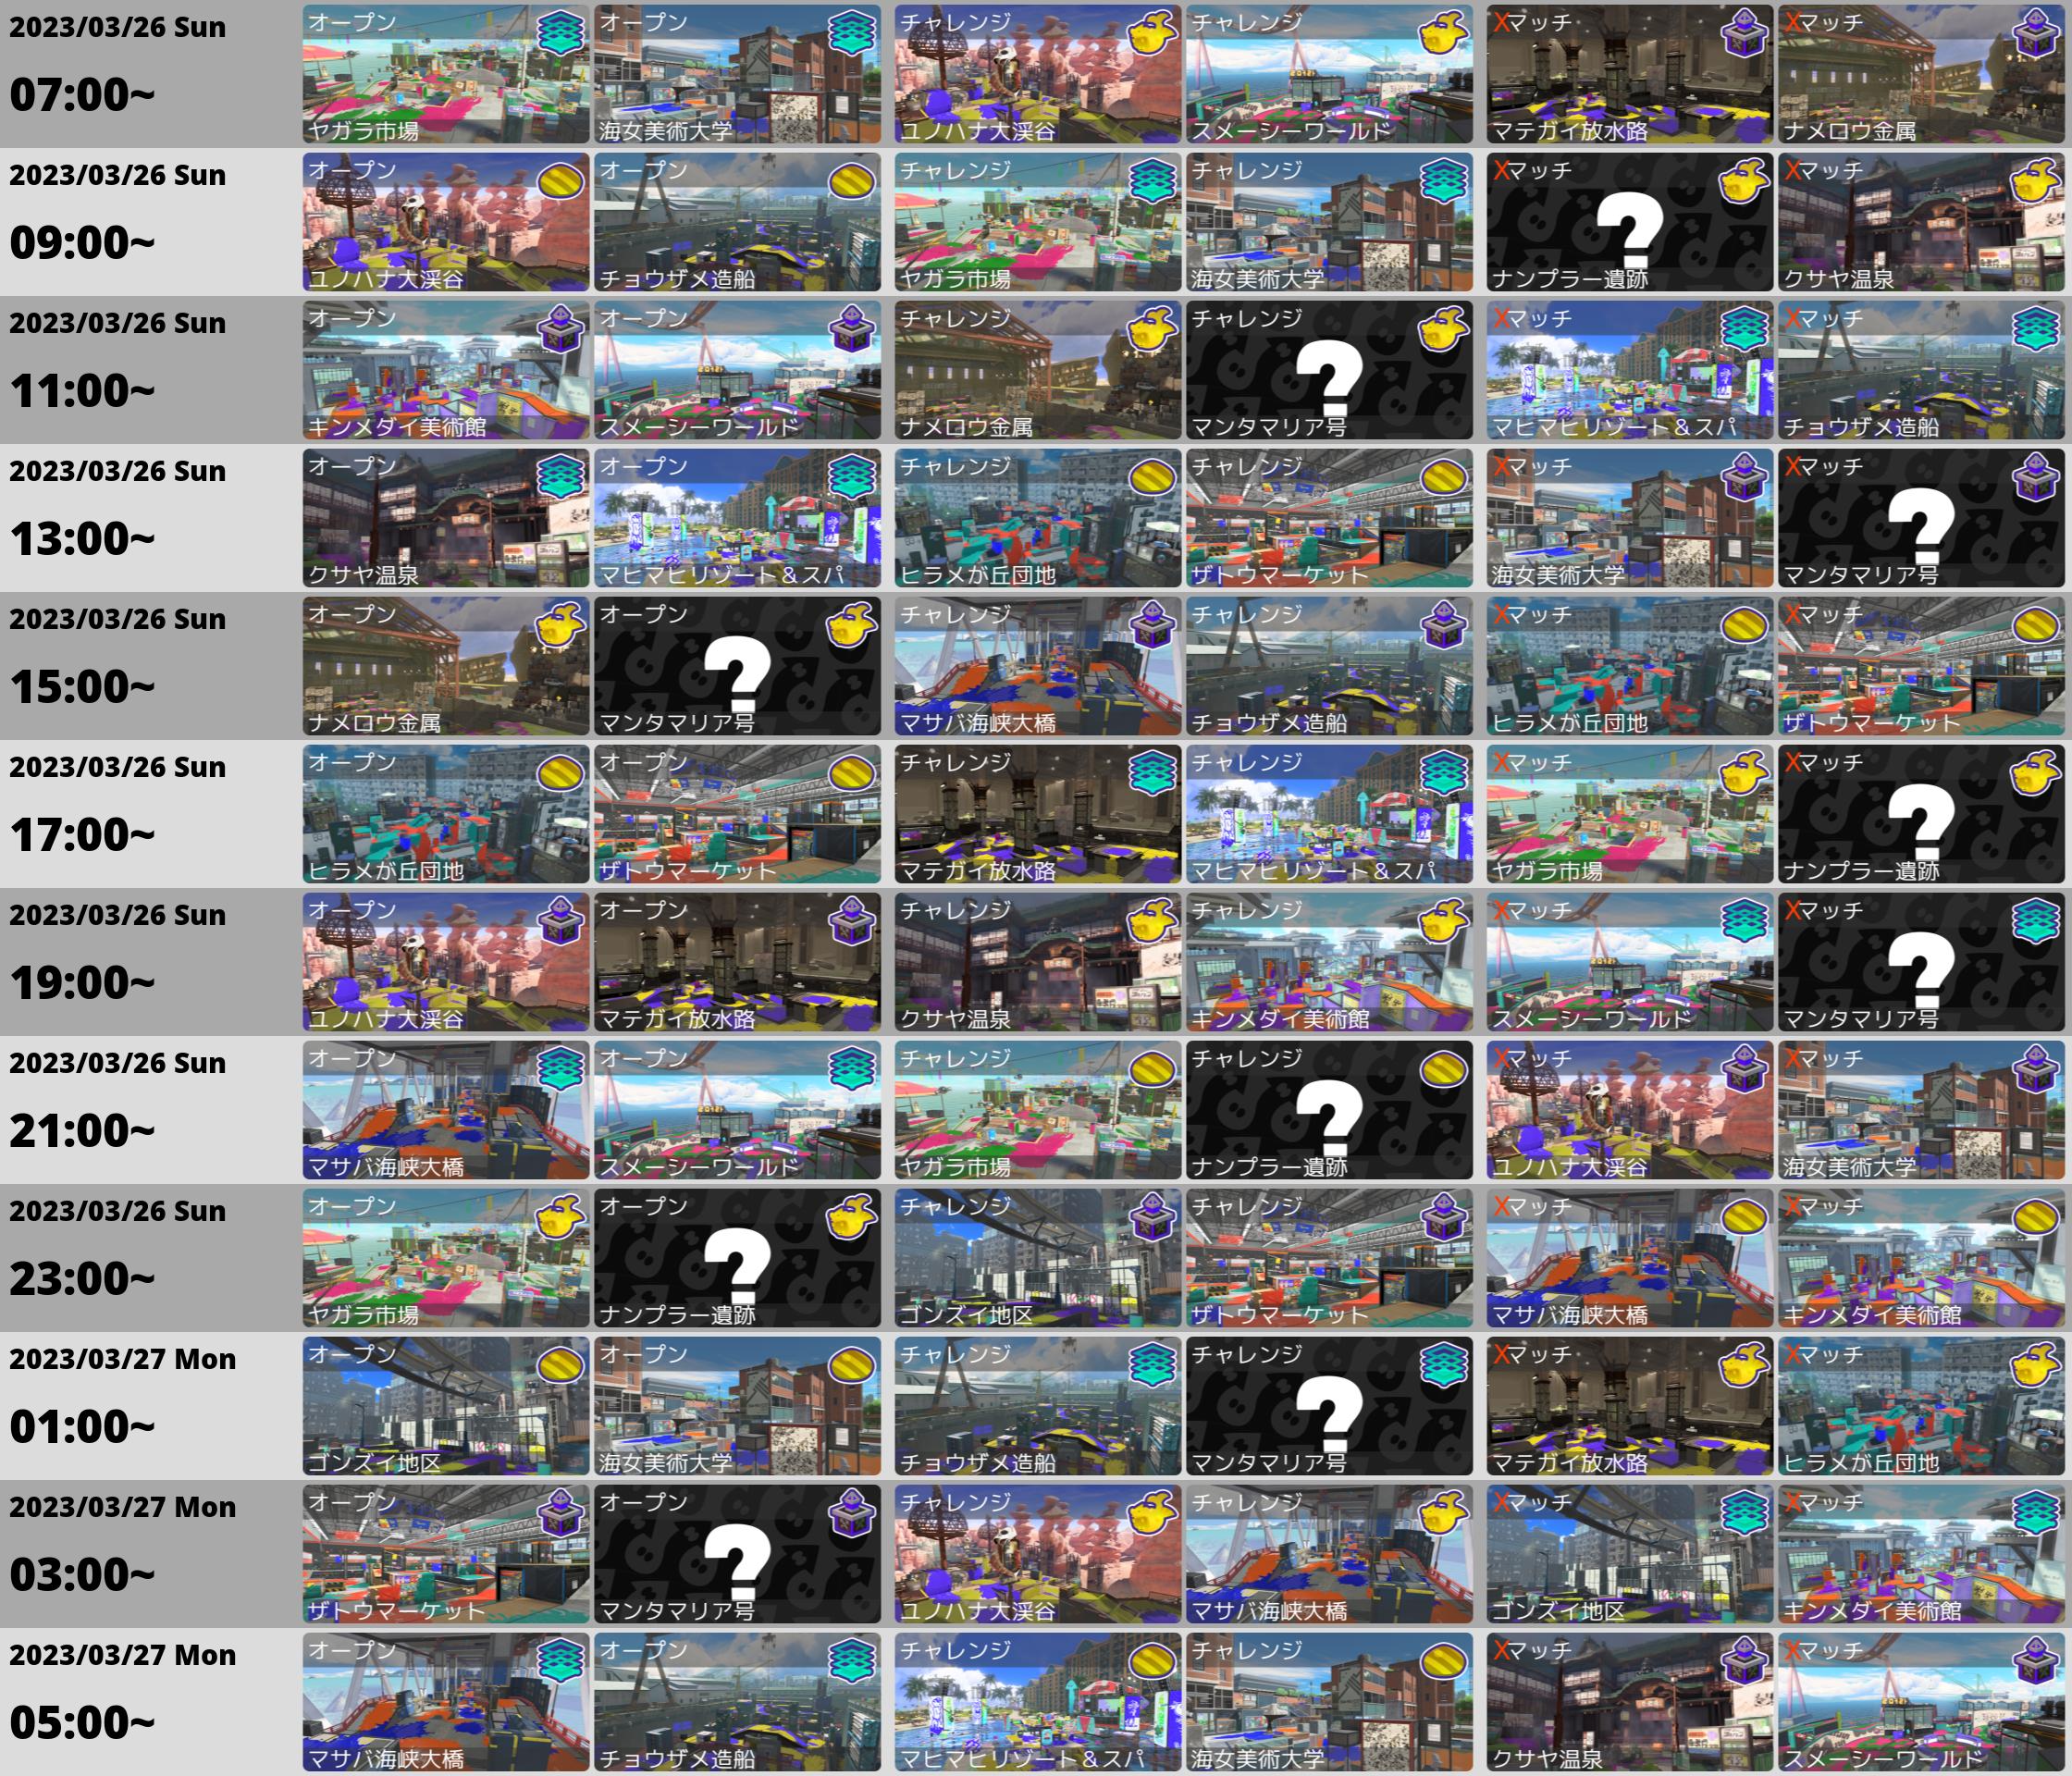 2023/03/26 Sun
07:00~
オープン
ヤガラ市場
オープン
海女美術大学
チャレンジ
ユノハナ大渓谷
チャレンジ
スメーシーワールド
Xマッチ
マテガイ放水路
Xマッチ
ナメロウ金属
2023/03/26 Sun
09:00~
オープン
ユノハナ大渓谷
オープン
チョウザメ造船
チャレンジ
ヤガラ市場
チャレンジ
海女美術大学
Xマッチ
?
ナンプラー遺跡
Xマッチ
クサヤ温泉
2023/03/26 Sun
11:00~
オープン
キンメダイ美術館
オープン
スメーシーワールド
チャレンジ
ナメロウ金属
チャレンジ
?
マンタマリア号
Xマッチ
マヒマヒリゾート＆スパ
Xマッチ
チョウザメ造船
2023/03/26 Sun
13:00~
オープン
クサヤ温泉
オープン
マヒマヒリゾート＆スパ
チャレンジ
ヒラメが丘団地
チャレンジ
ザトウマーケット
Xマッチ
海女美術大学
Xマッチ
?
マンタマリア号
2023/03/26 Sun
15:00~
オープン
ナメロウ金属
オープン
?
マンタマリア号
チャレンジ
マサバ海峡大橋
チャレンジ
チョウザメ造船
Xマッチ
ヒラメが丘団地
Xマッチ
ザトウマーケット
2023/03/26 Sun
17:00~
オープン
ヒラメが丘団地
オープン
ザトウマーケット
チャレンジ
マテガイ放水路
チャレンジ
マヒマヒリゾート＆スパ
Xマッチ
ヤガラ市場
Xマッチ
?
ナンプラー遺跡
2023/03/26 Sun
19:00~
オープン
ユノハナ大渓谷
オープン
マテガイ放水路
チャレンジ
クサヤ温泉
チャレンジ
キンメダイ美術館
Xマッチ
スメーシーワールド
Xマッチ
?
マンタマリア号
2023/03/26 Sun
21:00~
オープン
マサバ海峡大橋
オープン
スメーシーワールド
チャレンジ
ヤガラ市場
チャレンジ
?
ナンプラー遺跡
Xマッチ
ユノハナ大渓谷
Xマッチ
海女美術大学
2023/03/26 Sun
23:00~
オープン
ヤガラ市場
オープン
?
ナンプラー遺跡
チャレンジ
ゴンズイ地区
チャレンジ
ザトウマーケット
Xマッチ
マサバ海峡大橋
Xマッチ
キンメダイ美術館
2023/03/27 Mon
01:00~
オープン
ゴンズイ地区
オープン
海女美術大学
チャレンジ
チョウザメ造船
チャレンジ
?
マンタマリア号
Xマッチ
マテガイ放水路
Xマッチ
ヒラメが丘団地
2023/03/27 Mon
03:00~
オープン
ザトウマーケット
オープン
?
マンタマリア号
チャレンジ
ユノハナ大渓谷
チャレンジ
マサバ海峡大橋
Xマッチ
ゴンズイ地区
Xマッチ
キンメダイ美術館
2023/03/27 Mon
05:00~
オープン
マサバ海峡大橋
オープン
チョウザメ造船
チャレンジ
マヒマヒリゾート＆スパ
チャレンジ
海女美術大学
Xマッチ
クサヤ温泉
Xマッチ
スメーシーワールド